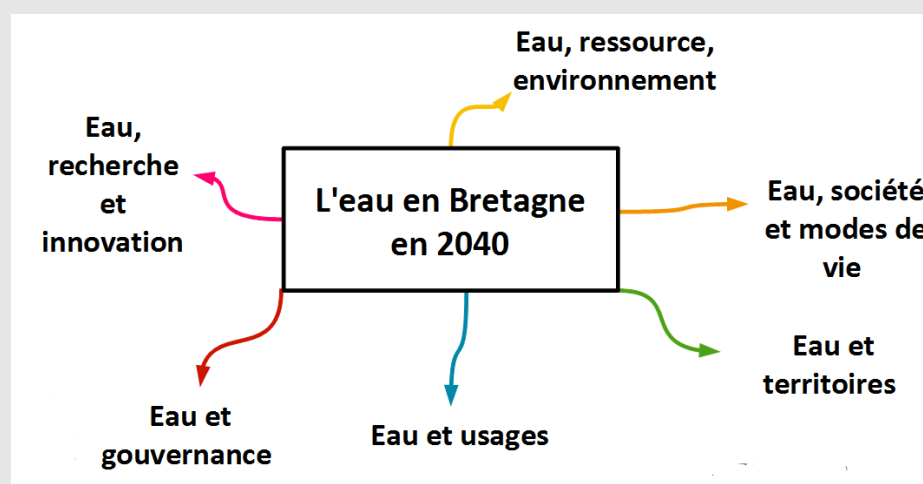 Eau, ressource,
environnement
Eau,
recherche
et
innovation
L'eau en Bretagne
en 2040
Eau, société
et modes de
vie
Eau et
territoires
Eau et usages
Eau et
gouvernance